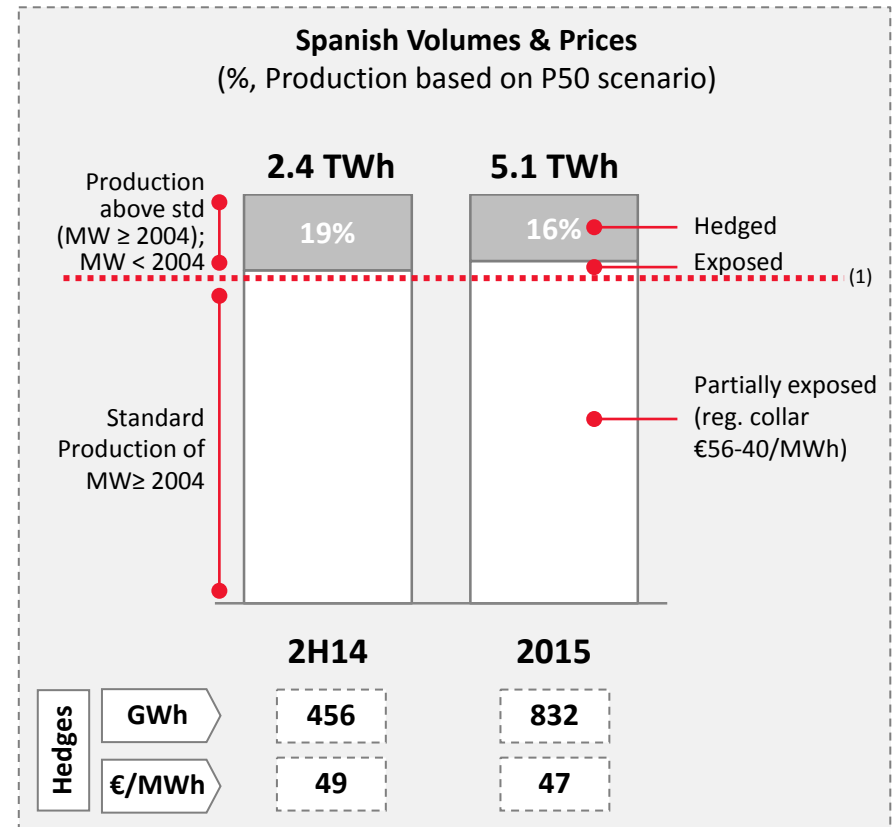 Spanish Volumes & Prices
(%, Production based on P50 scenario)
2.4 TWh
5.1 TWh
Production
above std
(MW ≥ 2004);
MW < 2004
19%
16%
Hedged
Exposed
(1)
Standard
Production of
MW≥ 2004
Partially exposed
(reg. collar
€56-40/MWh)
2H14
2015
Hedges
GWh
456
832
€/MWh
49
47